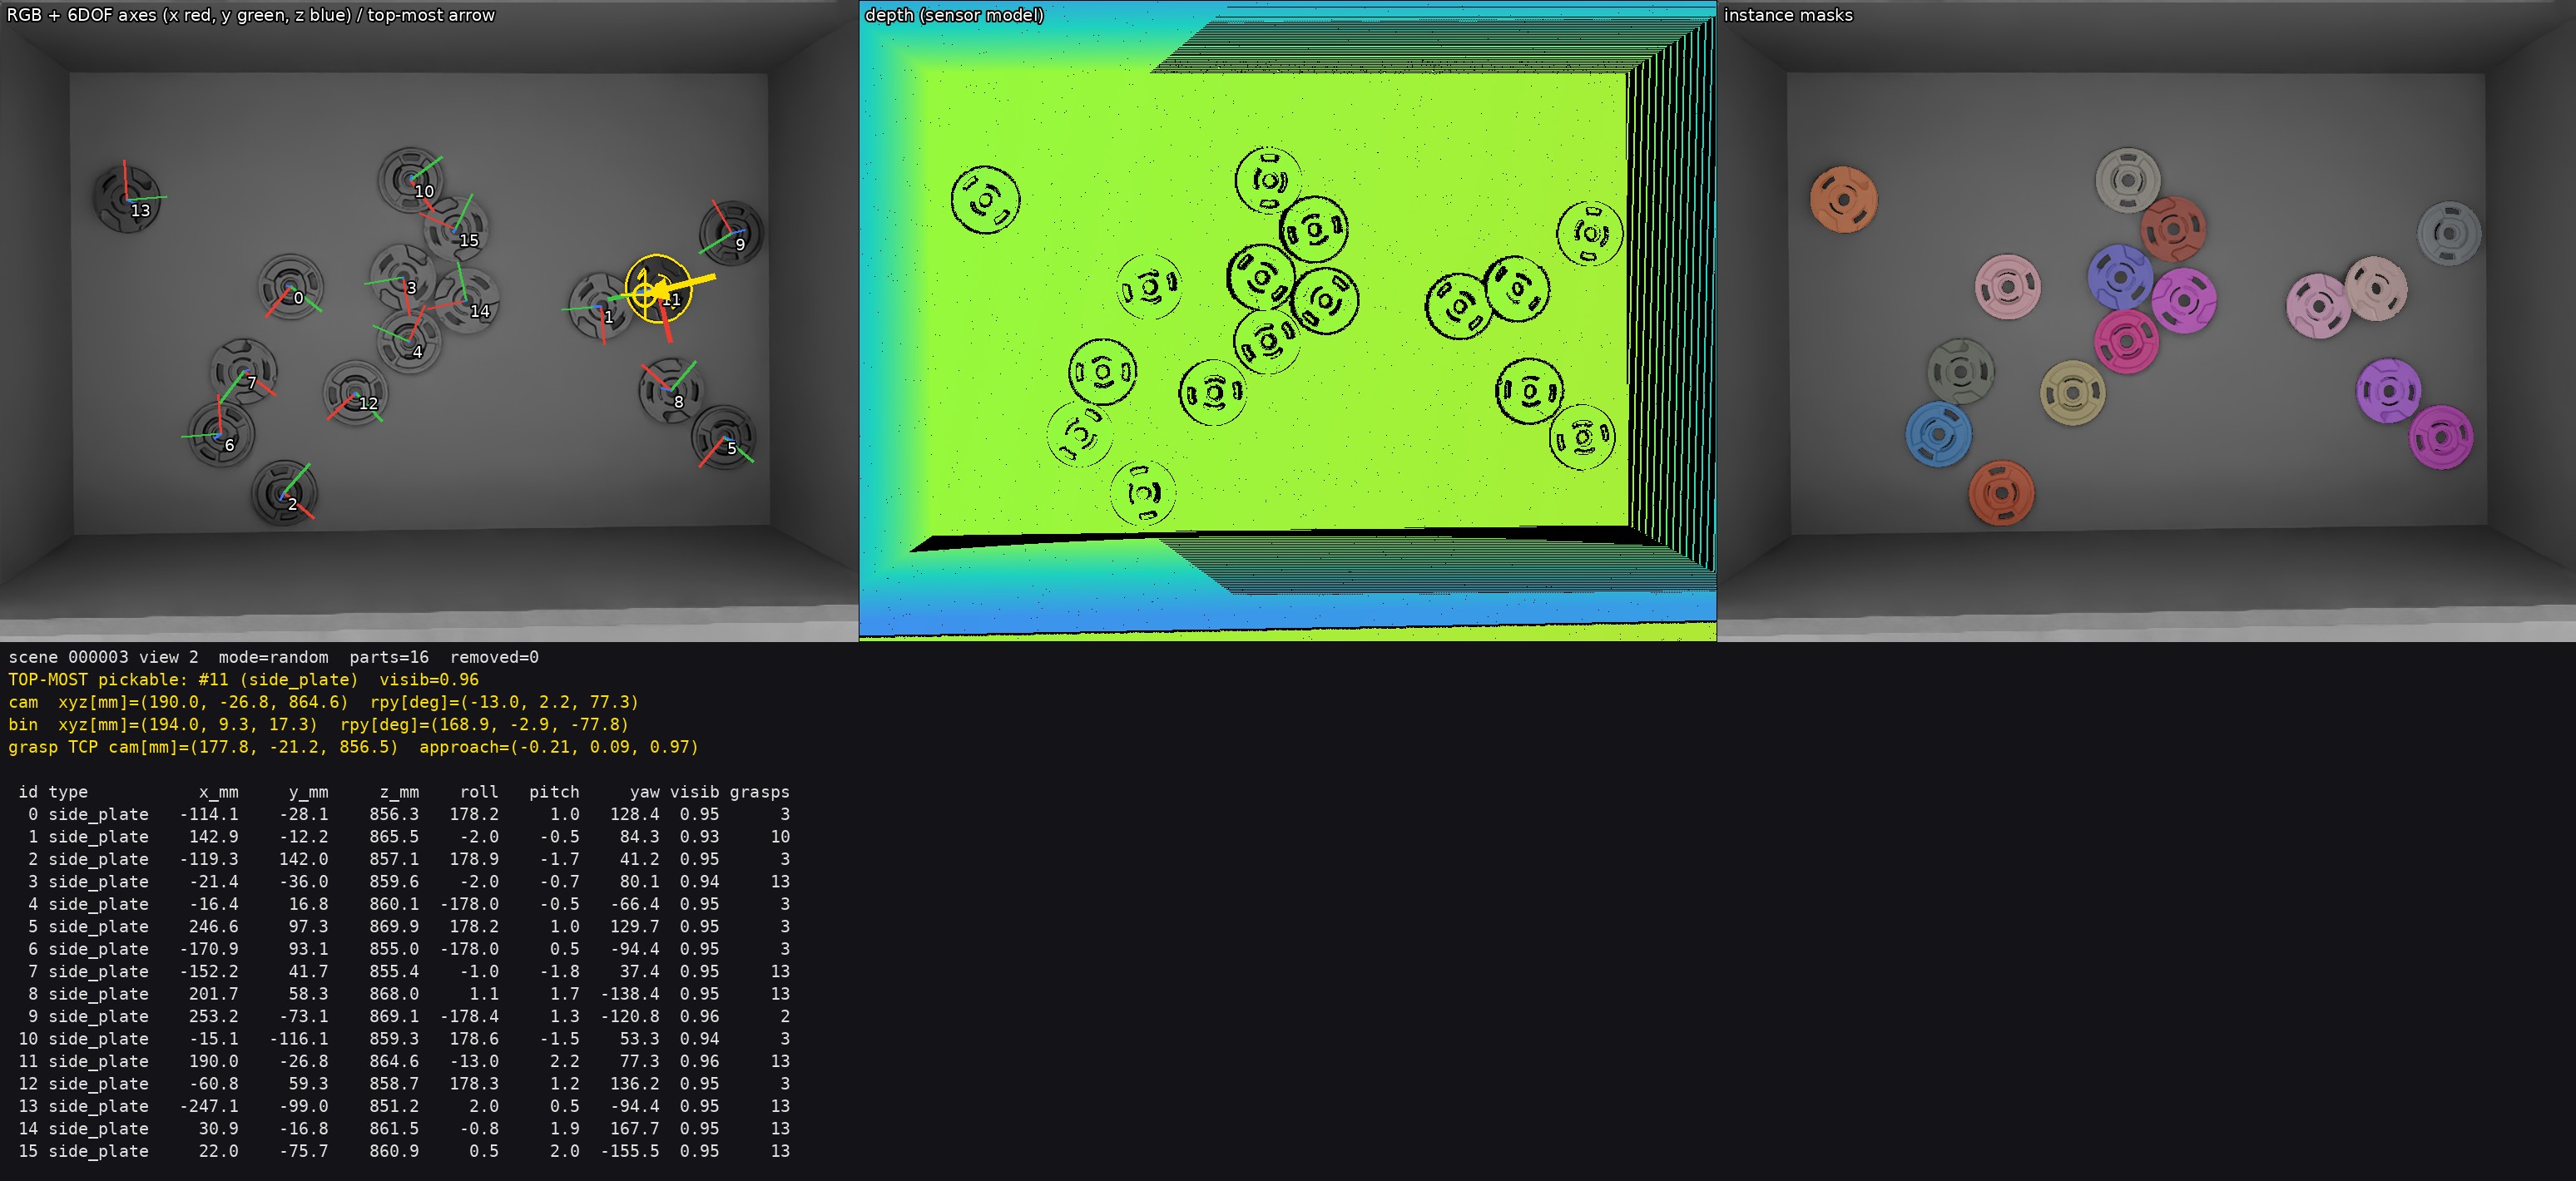 RGB + 6DOF axes (x red, y green, z blue) / top-most arrow
depth (sensor model)
instance masks
10
13
15
9
3
0
14
1
11
4
7
12
8
6
5
2
scene 000003 view 2 mode=random parts=16 removed=0
TOP-MOST pickable: #11 (side_plate) visib=0.96
cam xyz[mm]=(190.0, -26.8, 864.6) rpy[deg]=(-13.0, 2.2, 77.3)
bin xyz[mm]=(194.0, 9.3, 17.3) rpy[deg]=(168.9, -2.9, -77.8)
grasp TCP cam[mm]=(177.8, -21.2, 856.5) approach=(-0.21, 0.09, 0.97)
id type x_mm y_mm z_mm roll pitch yaw visib grasps
0 side_plate -114.1 -28.1 856.3 178.2 1.0 128.4 0.95 3
1 side_plate 142.9 -12.2 865.5 -2.0 -0.5 84.3 0.93 10
2 side_plate -119.3 142.0 857.1 178.9 -1.7 41.2 0.95 3
3 side_plate -21.4 -36.0 859.6 -2.0 -0.7 80.1 0.94 13
4 side_plate -16.4 16.8 860.1 -178.0 -0.5 -66.4 0.95 3
5 side_plate 246.6 97.3 869.9 178.2 1.0 129.7 0.95 3
6 side_plate -170.9 93.1 855.0 -178.0 0.5 -94.4 0.95 3
7 side_plate -152.2 41.7 855.4 -1.0 -1.8 37.4 0.95 13
8 side_plate 201.7 58.3 868.0 1.1 1.7 -138.4 0.95 13
9 side_plate 253.2 -73.1 869.1 -178.4 1.3 -120.8 0.96 2
10 side_plate -15.1 -116.1 859.3 178.6 -1.5 53.3 0.94 3
11 side_plate 190.0 -26.8 864.6 -13.0 2.2 77.3 0.96 13
12 side_plate -60.8 59.3 858.7 178.3 1.2 136.2 0.95 3
13 side_plate -247.1 -99.0 851.2 2.0 0.5 -94.4 0.95 13
14 side_plate 30.9 -16.8 861.5 -0.8 1.9 167.7 0.95 13
15 side_plate 22.0 -75.7 860.9 0.5 2.0 -155.5 0.95 13